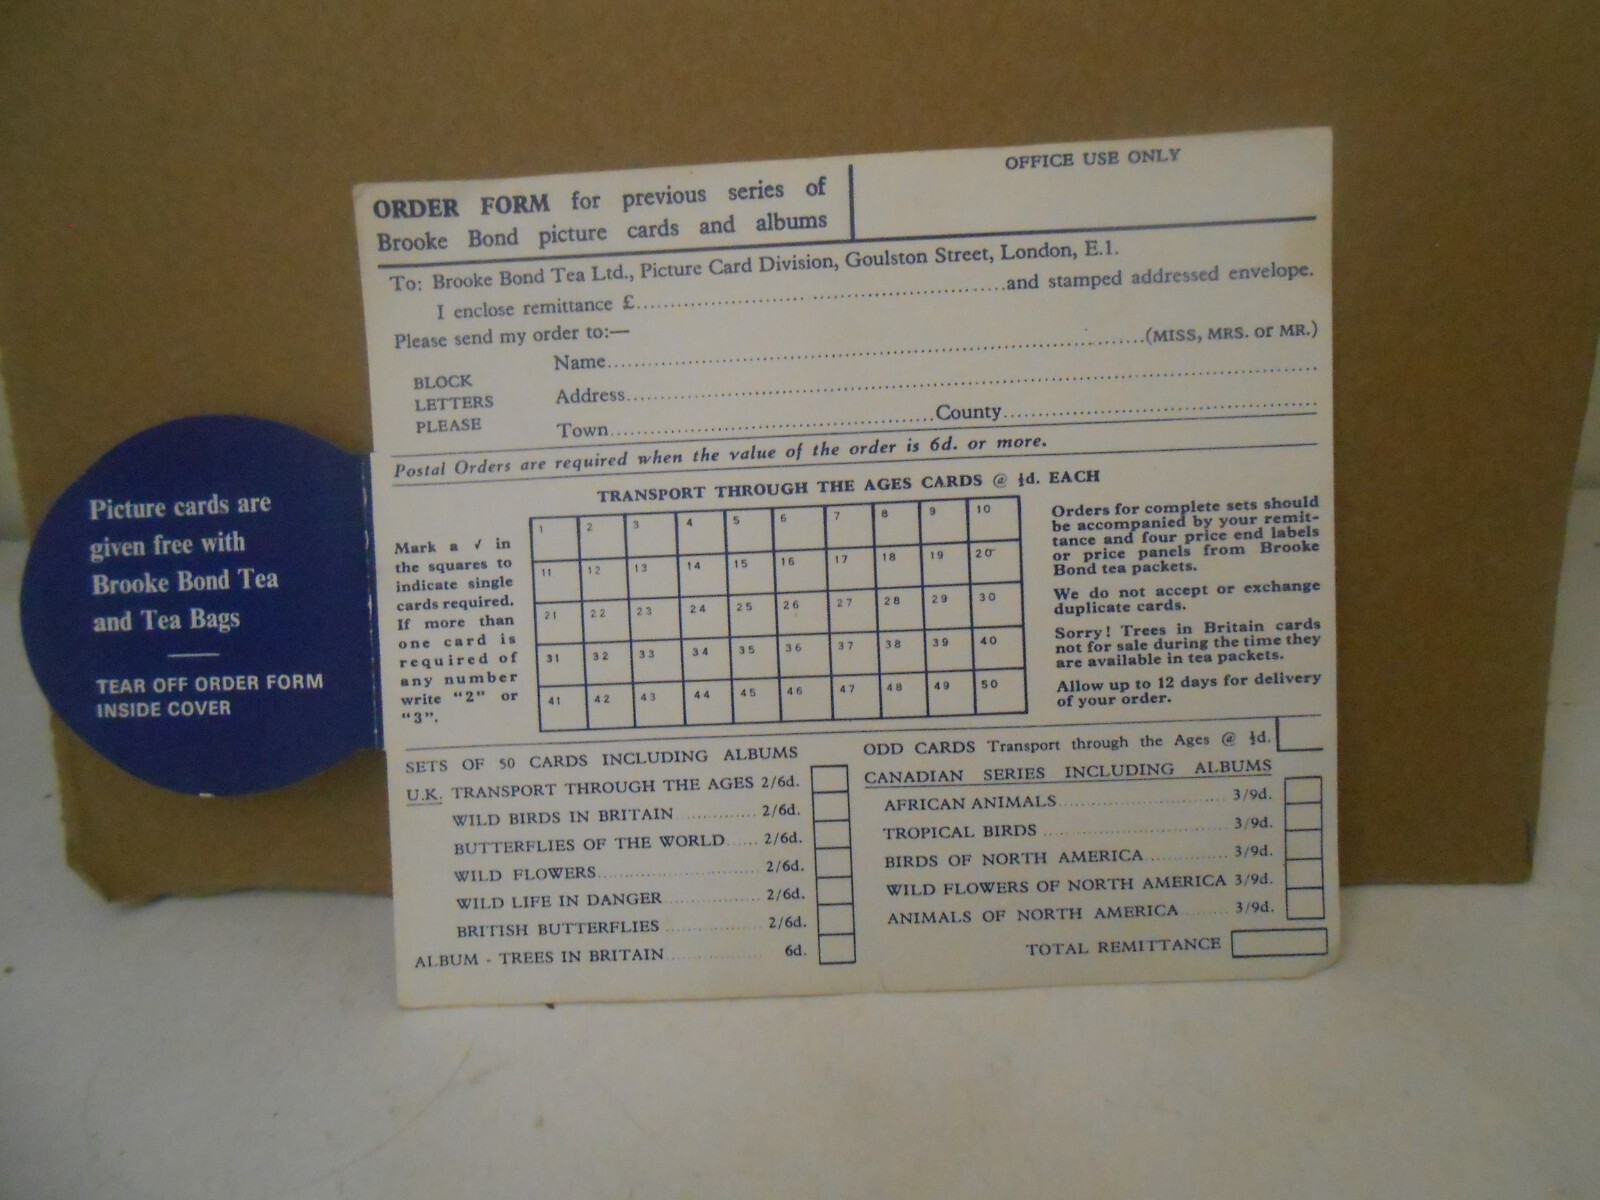 Picture cards are
given free with
Brooke Bond Tea
and Tea Bags
TEAR OFF ORDER FORM
INSIDE COVER
ORDER FORM for previous series of
Brooke Bond picture cards and albums
OFFICE USE ONLY
To: Brooke Bond Tea Ltd., Picture Card Division, Goulston Street, London, E.1.
I enclose remittance £..........and stamped addressed envelope.
Please send my order to:—
BLOCK
LETTERS
PLEASE
Name..........(MISS, MRS. OR MR.)
Address..........
Town..........County..........
Postal Orders are required when the value of the order is 6d. or more.
TRANSPORT THROUGH THE AGES CARDS @ ½d. EACH
Mark a √ in
the squares to
indicate single
cards required.
If more than
one card is
required of
any number
write "2" or
"3".
1 2 3 4 5 6 7 8 9 10
11 12 13 14 15 16 17 18 19 20
21 22 23 24 25 26 27 28 29 30
31 32 33 34 35 36 37 38 39 40
41 42 43 44 45 46 47 48 49 50
Orders for complete sets should
be accompanied by your remit-
tance and four price end labels
or price panels from Brooke
Bond tea packets.
We do not accept or exchange
duplicate cards.
Sorry! Trees in Britain cards
not for sale during the time they
are available in tea packets.
Allow up to 12 days for delivery
of your order.
SETS OF 50 CARDS INCLUDING ALBUMS
U.K. TRANSPORT THROUGH THE AGES 2/6d.
WILD BIRDS IN BRITAIN .......... 2/6d.
BUTTERFLIES OF THE WORLD ...... 2/6d.
WILD FLOWERS.......... 2/6d.
WILD LIFE IN DANGER .......... 2/6d.
BRITISH BUTTERFLIES .......... 2/6d.
ALBUM - TREES IN BRITAIN .......... 6d.
ODD CARDS Transport through the Ages @ ½d.
CANADIAN SERIES INCLUDING ALBUMS
AFRICAN ANIMALS.......... 3/9d.
TROPICAL BIRDS .......... 3/9d.
BIRDS OF NORTH AMERICA .......... 3/9d.
WILD FLOWERS OF NORTH AMERICA 3/9d.
ANIMALS OF NORTH AMERICA .......... 3/9d.
TOTAL REMITTANCE